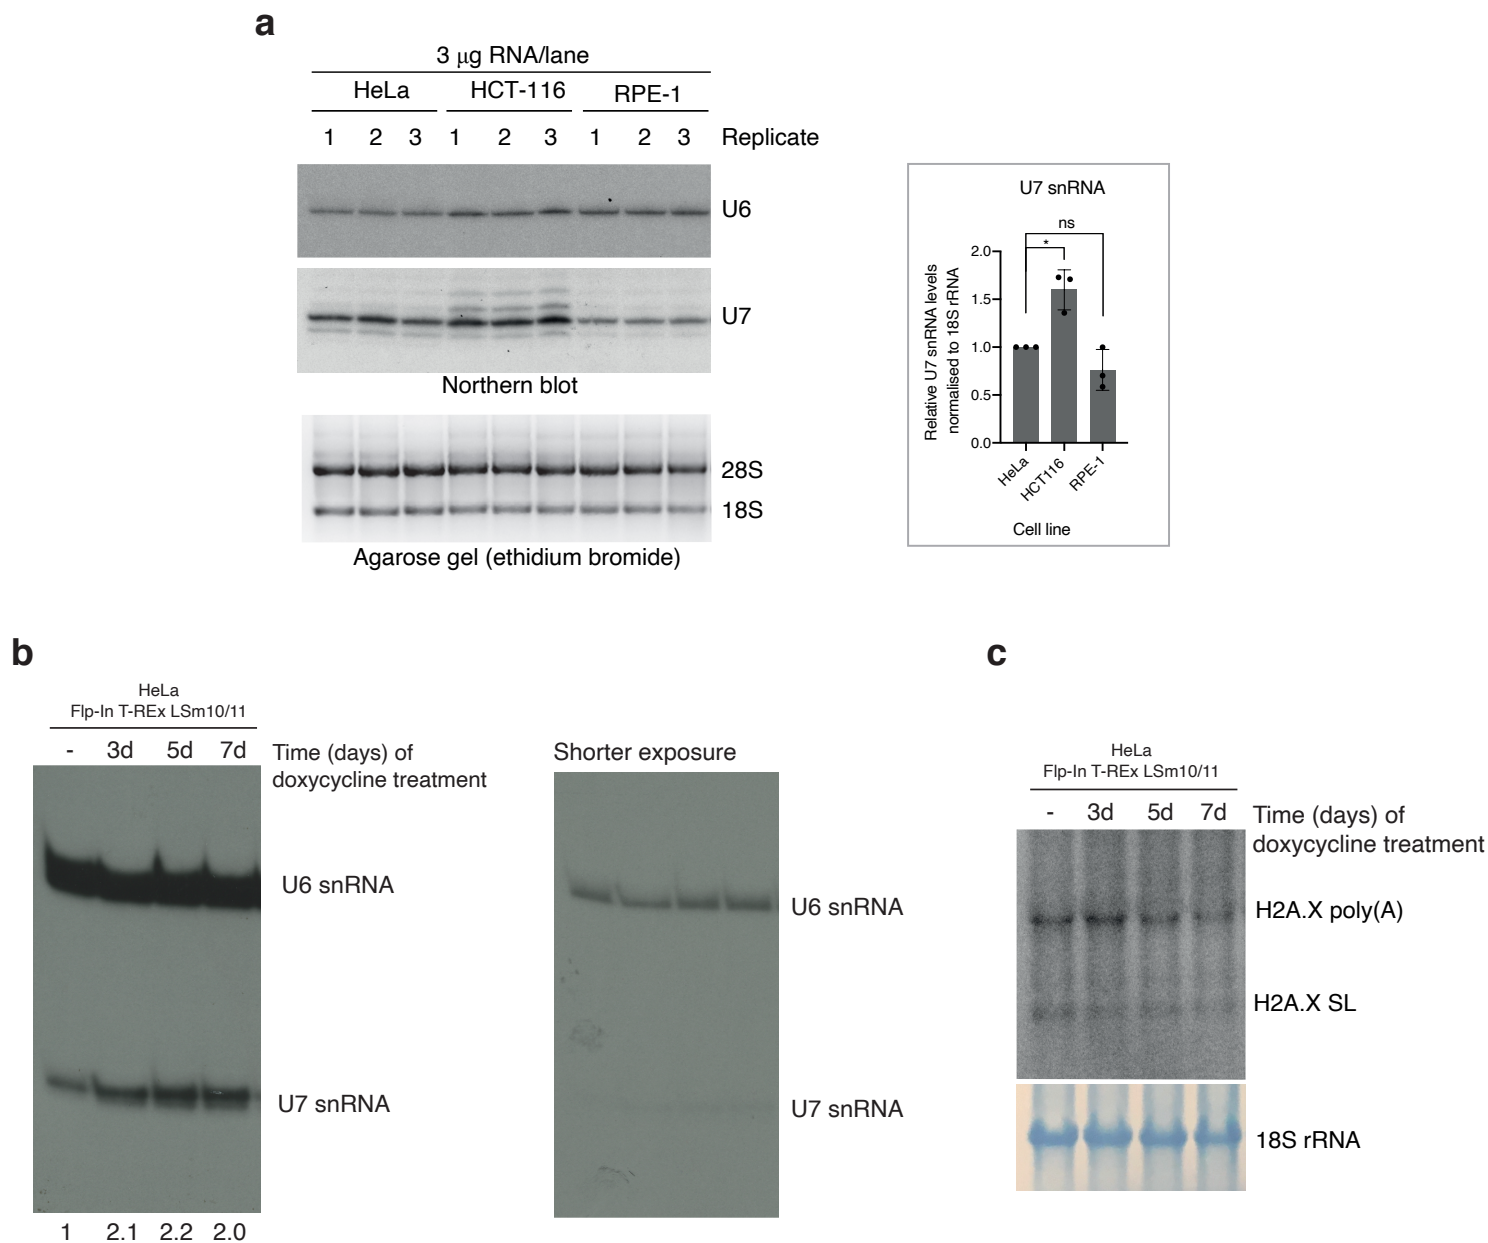 a
3 μg RNA/lane
HeLa HCT-116 RPE-1
1 2 3 1 2 3 1 2 3 Replicate
U6
U7
Northern blot
28S
18S
Agarose gel (ethidium bromide)
U7 snRNA
ns
*
Relative U7 snRNA levels
normalised to 18S rRNA
2.0
1.5
1.0
0.5
0.0
HeLa
HCT116
RPE-1
Cell line
b
HeLa
Flp-In T-REx LSm10/11
- 3d 5d 7d
Time (days) of
doxycycline treatment
U6 snRNA
U7 snRNA
1 2.1 2.2 2.0
Shorter exposure
U6 snRNA
U7 snRNA
c
HeLa
Flp-In T-REx LSm10/11
- 3d 5d 7d
Time (days) of
doxycycline treatment
H2A.X poly(A)
H2A.X SL
18S rRNA